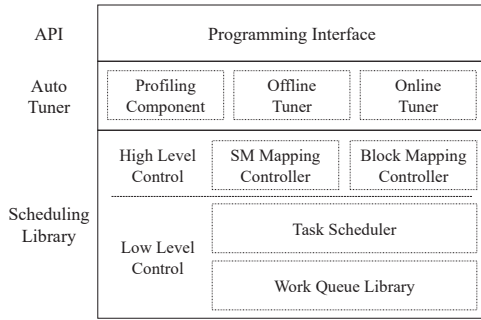 API
Programming Interface
Auto
Tuner
Profiling
Component
Offline
Tuner
Online
Tuner
Scheduling
Library
High Level
Control
SM Mapping
Controller
Block Mapping
Controller
Low Level
Control
Task Scheduler
Work Queue Library